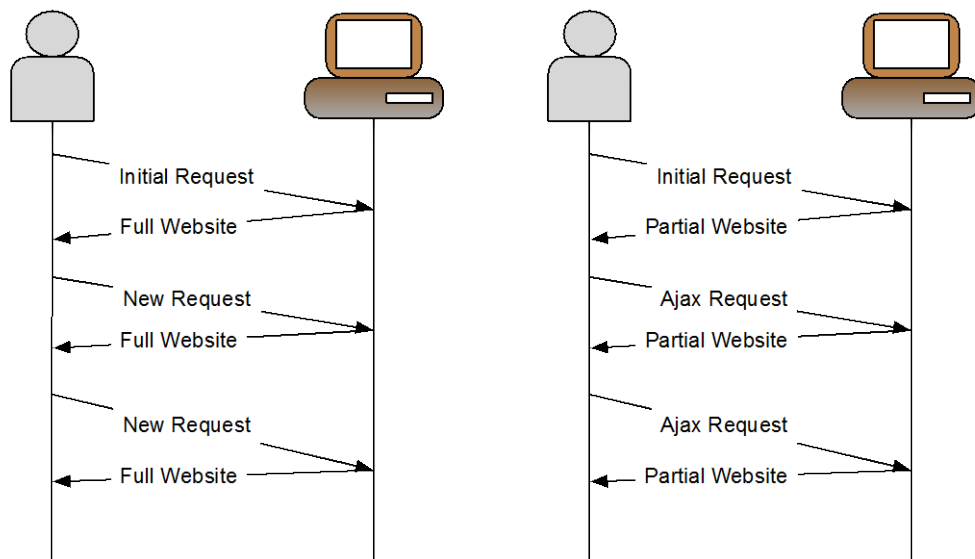 Initial Request
Full Website
New Request
Full Website
New Request
Full Website
Initial Request
Partial Website
Ajax Request
Partial Website
Ajax Request
Partial Website